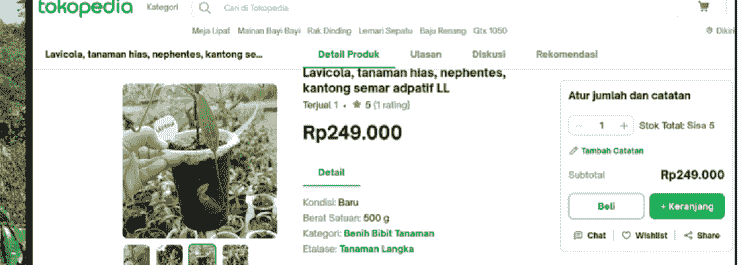 tokopedia
Kategori
Cari di Tokopedia
Meja Lipat Mainan Bayi Bayi Rak Dinding Lemari Sepatu Baju Renang Gtx 1050
Lavicola, tanaman hias, nephentes, kantong se...
Detail Produk Ulasan Diskusi Rekomendasi
Lavicola, tanaman hias, nephentes,
kantong semar adpatif LL
Terjual 1 • ★ 5 (1 rating)
Rp249.000
Detail
Kondisi: Baru
Berat Satuan: 500 g
Kategori: Benih Bibit Tanaman
Etalase: Tanaman Langka
Atur jumlah dan catatan
− 1 + Stok Total: Sisa 5
Tambah Catatan
Subtotal Rp249.000
Beli + Keranjang
Chat Wishlist Share